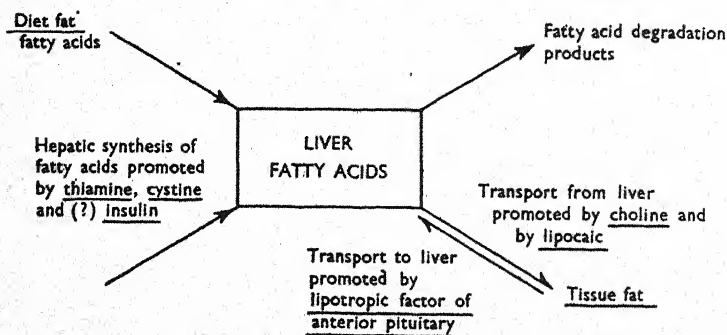 Diet fat
fatty acids
Fatty acid degradation
products
Hepatic synthesis of
fatty acids promoted
by thiamine, cystine
and (?) insulin
LIVER
FATTY ACIDS
Transport from liver
promoted by choline and
by lipocaic
Transport to liver
promoted by
lipotropic factor of
anterior pituitary
Tissue fat